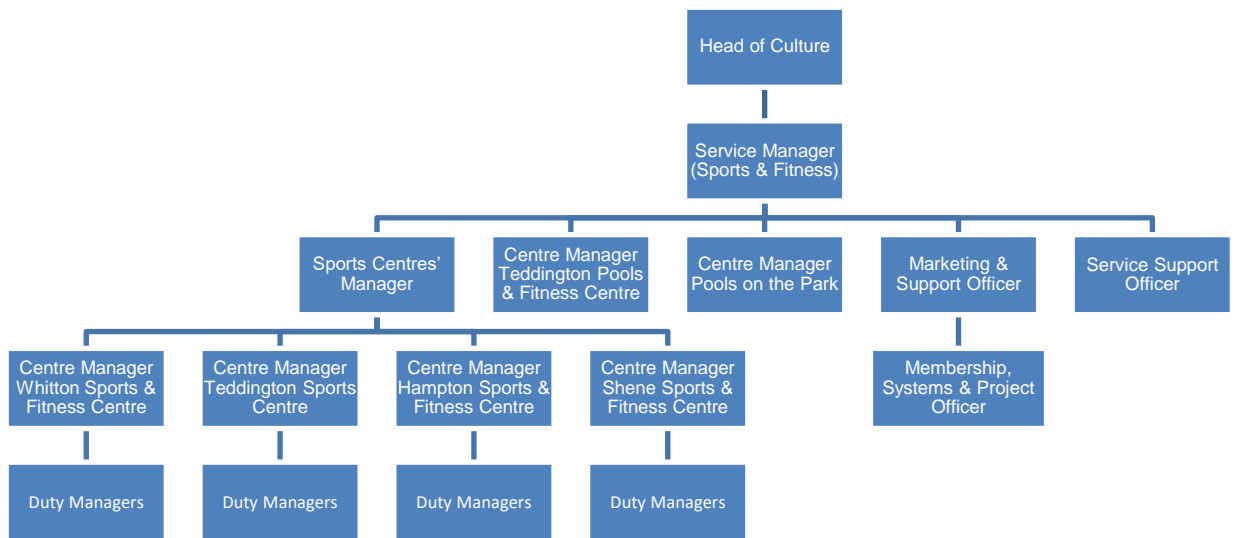 Head of Culture
Service Manager
(Sports & Fitness)
Sports Centres’
Manager
Centre Manager
Teddington Pools
& Fitness Centre
Centre Manager
Pools on the Park
Marketing &
Support Officer
Service Support
Officer
Centre Manager
Whitton Sports &
Fitness Centre
Centre Manager
Teddington Sports
Centre
Centre Manager
Hampton Sports &
Fitness Centre
Centre Manager
Shene Sports &
Fitness Centre
Membership,
Systems & Project
Officer
Duty Managers
Duty Managers
Duty Managers
Duty Managers